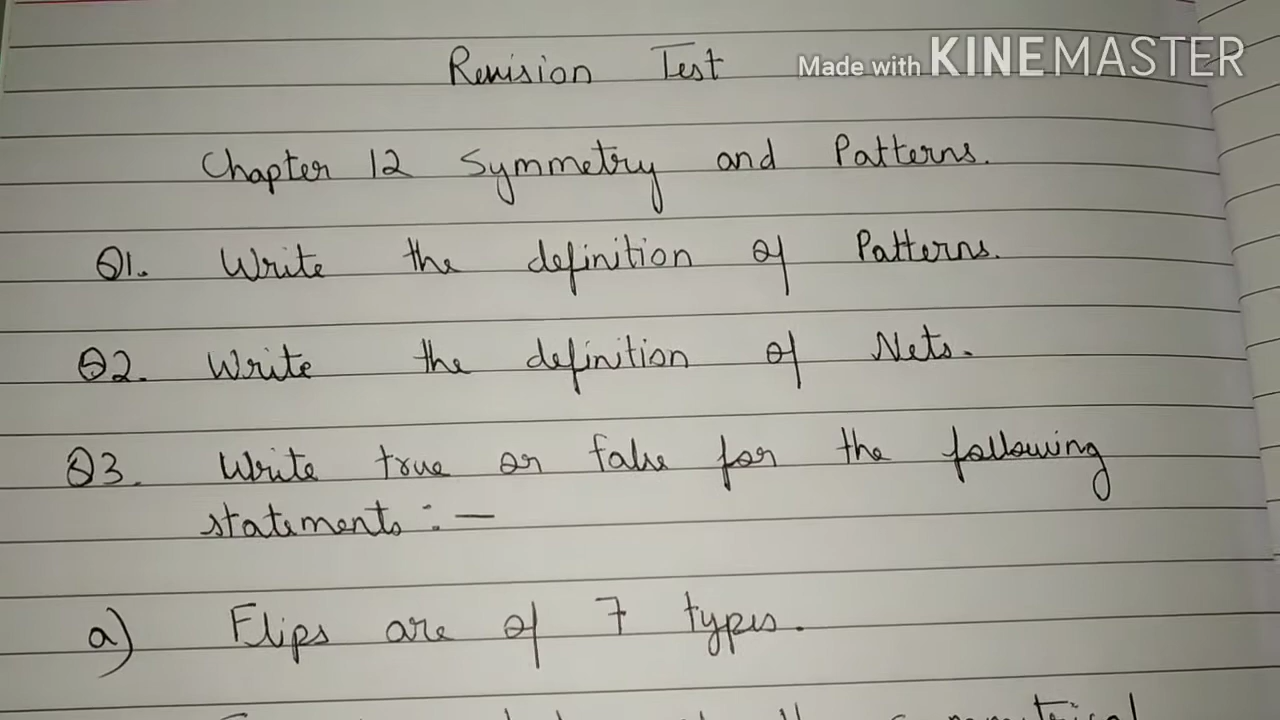 Revision Test
Made with KINEMASTER
Chapter 12 Symmetry and Patterns.
Q1. Write the definition of Patterns.
Q2. Write the definition of Nets.
Q3. Write true or false for the following
statements : —
a) Flips are of 7 types.